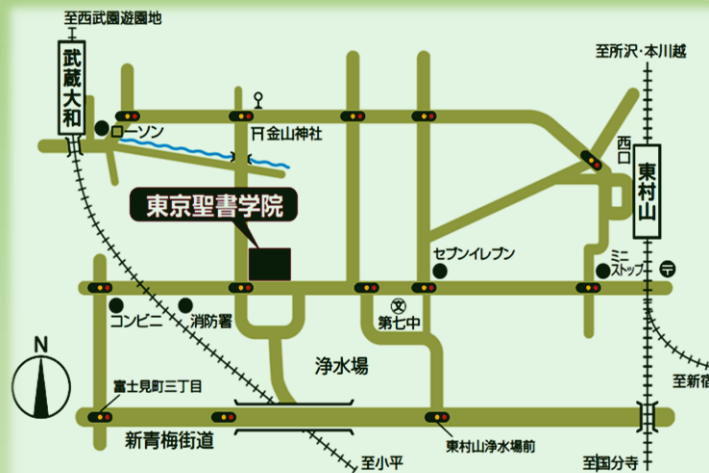 至西武園遊園地
武蔵大和
ローソン
金山神社
至所沢・本川越
西口
東村山
東京聖書学院
セブンイレブン
ミニ
ストップ
〒
コンビニ
消防署
文
第七中
浄水場
N
至新宿
富士見町三丁目
新青梅街道
東村山浄水場前
至小平
至国分寺